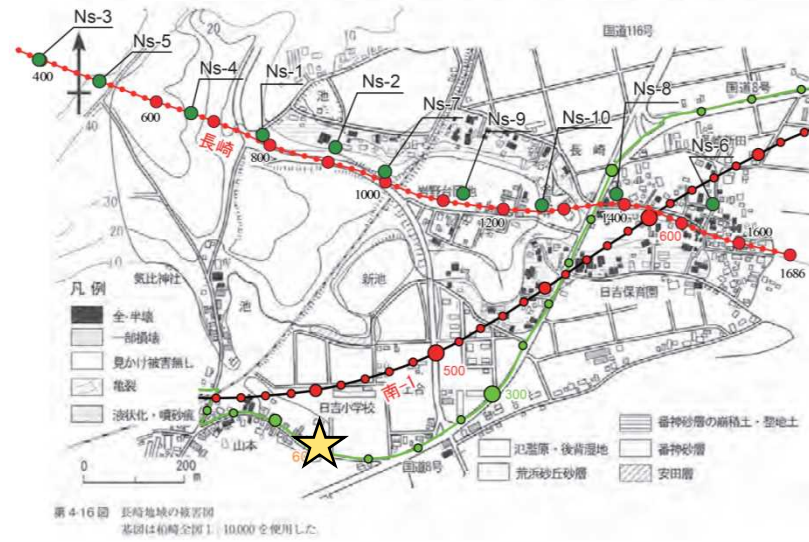 国道116号
Ns-3
20
Ns-5
Ns-4
Ns-1
Ns-2
Ns-7
Ns-8
国道8号
400
600
池
Ns-9
Ns-10
長崎
Ns-6
40
長崎
800
1000
1200
1400
600
1600
1686
30
20
10
気比神社
新池
日吉保育園
凡例
池
全・半壊
一部損壊
見かけ被害無し
亀裂
液状化・噴砂痕
500
南-1
300
日吉小学校
山本
60
国道8号
番神砂層の崩積土・整地土
氾濫原・後背湿地
番神砂層
荒浜砂丘砂層
安田層
0
200
m
第4-16図 長崎地域の被害図
基図は柏崎全図1:10,000を使用した